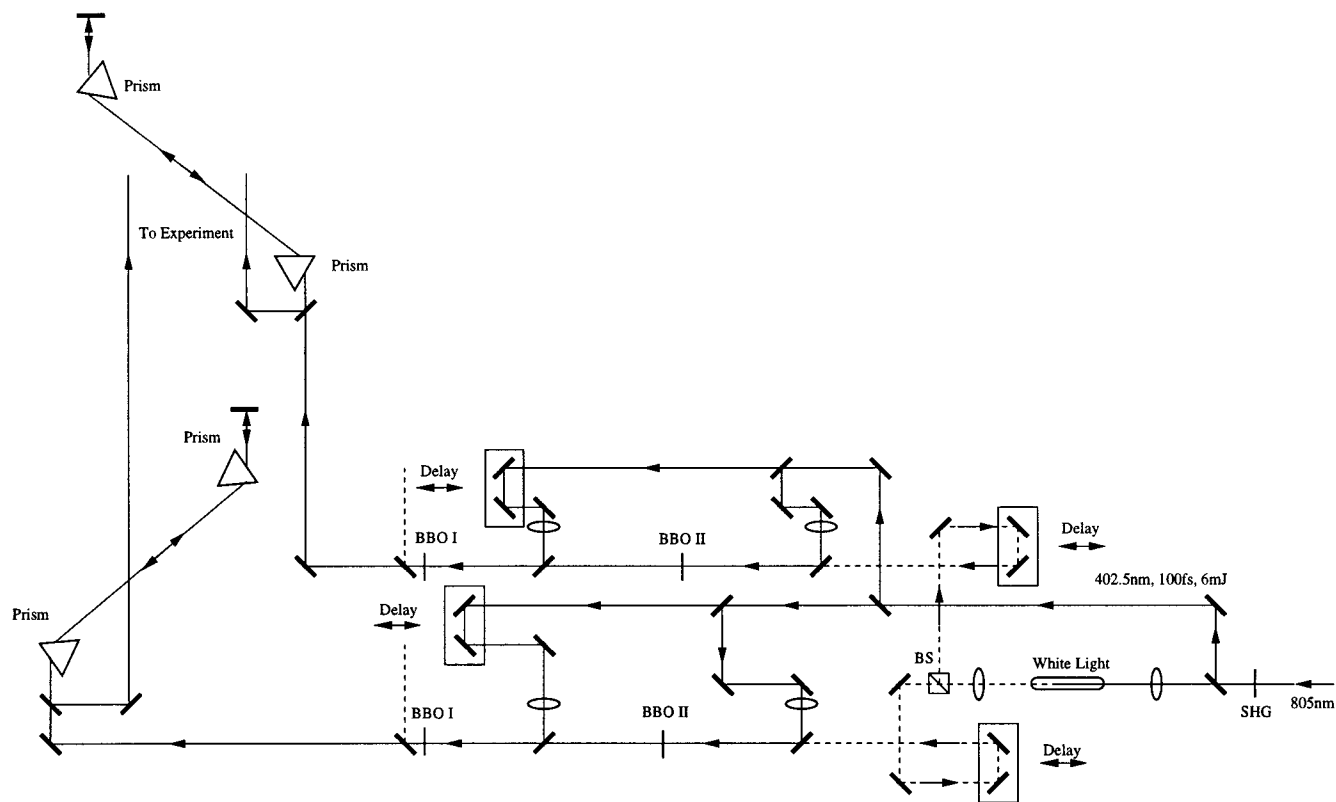 Prism
To Experiment
Prism
Prism
Delay
BBO I
BBO II
Delay
402.5nm, 100fs, 6mJ
Delay
Prism
BS
White Light
SHG
805nm
BBO I
BBO II
Delay